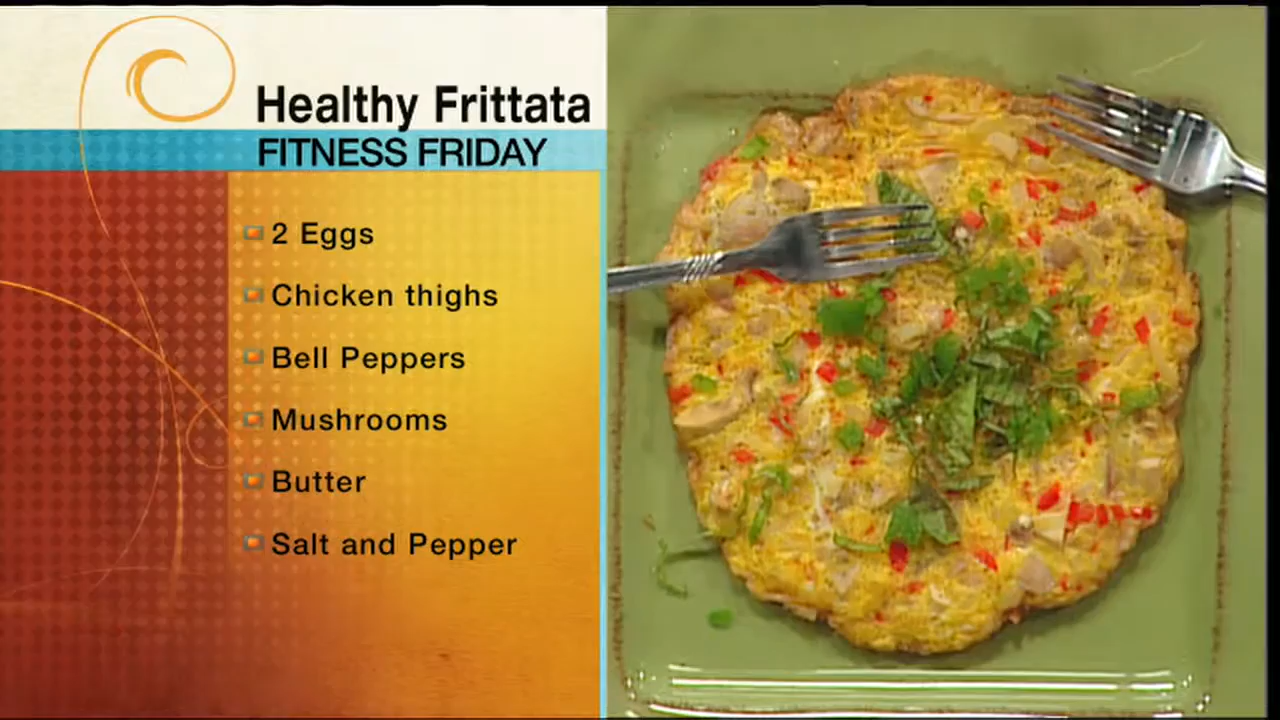 Healthy Frittata
FITNESS FRIDAY
2 Eggs
Chicken thighs
Bell Peppers
Mushrooms
Butter
Salt and Pepper